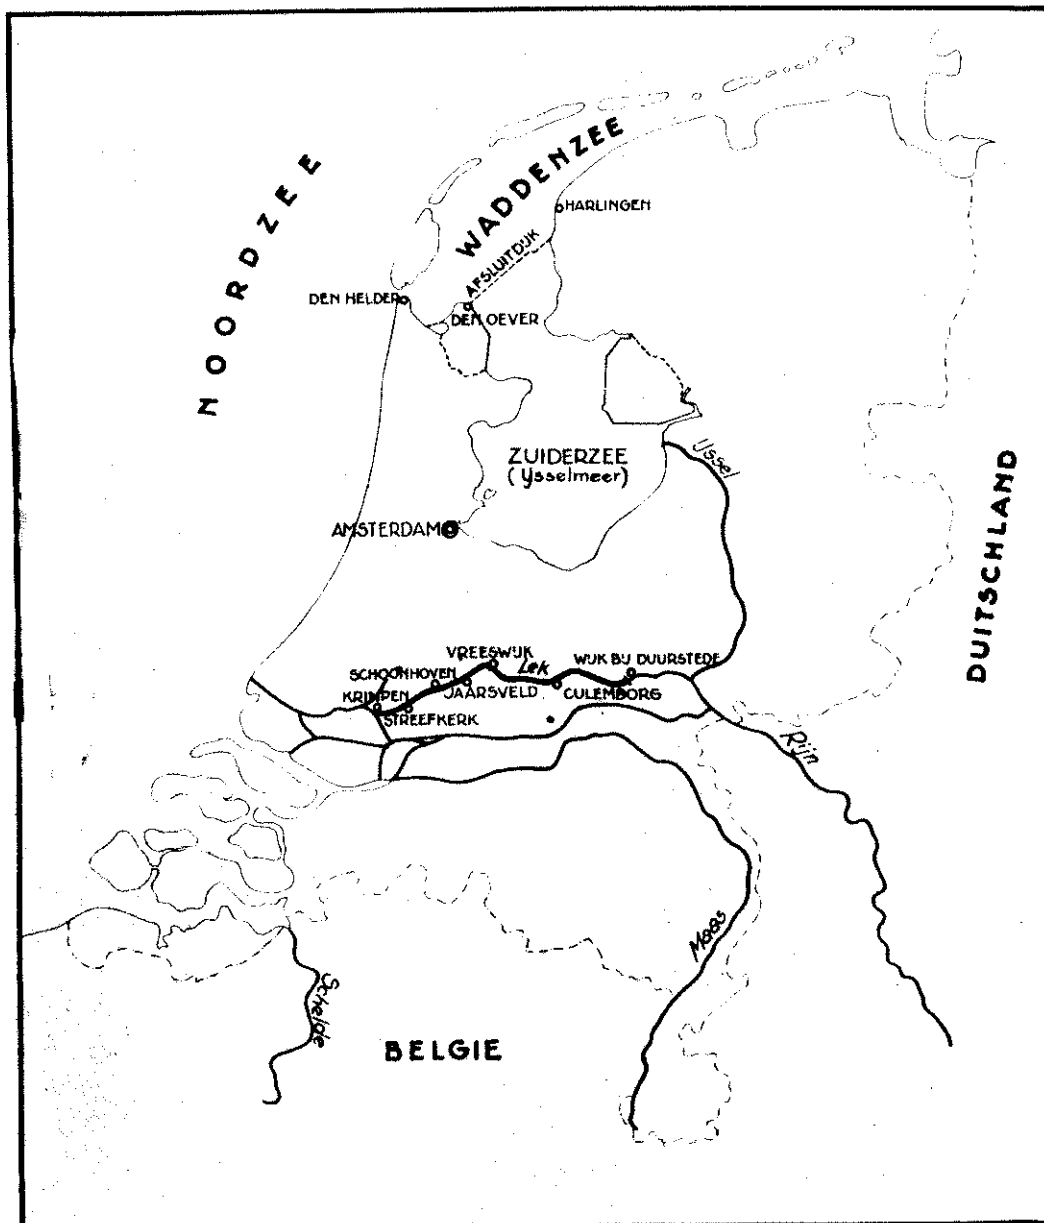 NOORDZEE
WADDENZEE
HARLINGEN
AFSLUITDIJK
DEN HELDER
DEN OEVER
ZUIDERZEE
(Ysselmeer)
IJssel
AMSTERDAM
DUITSCHLAND
VREESWIJK
Lek
WIJK BIJ DUURSTEDE
SCHOONHOVEN
JAARSVELD
CULEMBORG
KRIMPEN
STREEFKERK
Rijn
Maas
Schelde
BELGIE